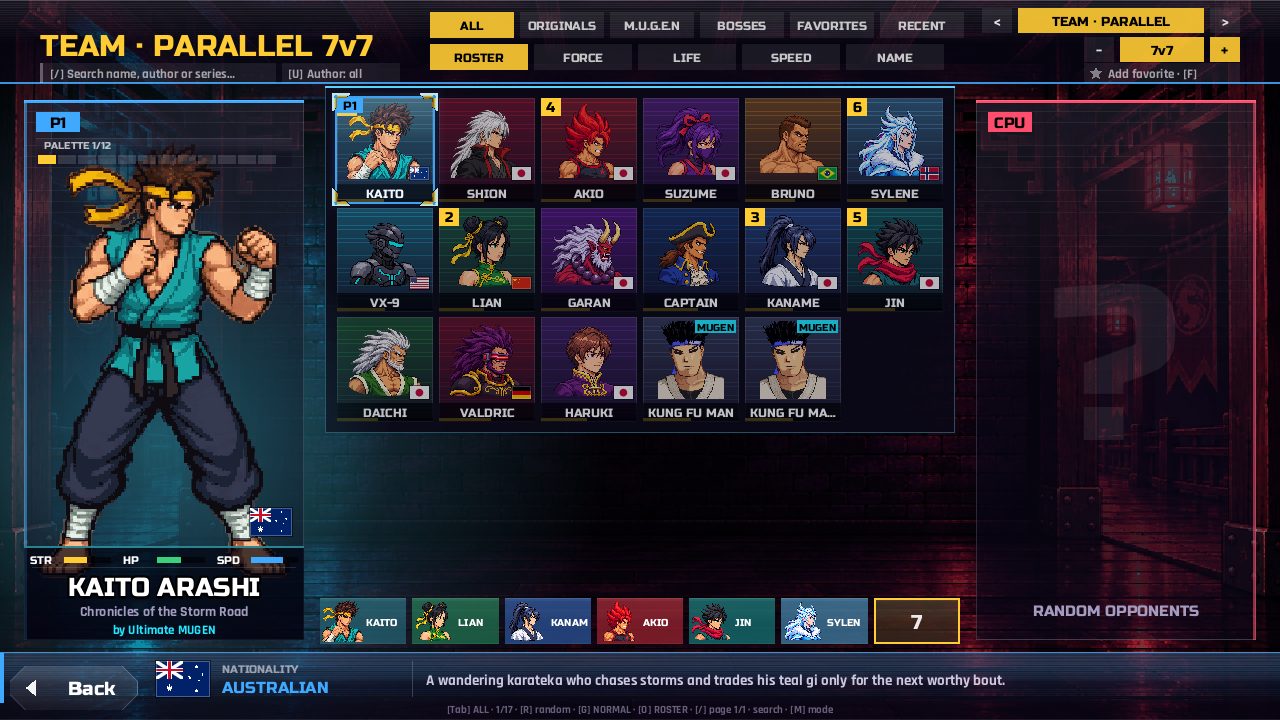 TEAM · PARALLEL 7v7
[/] Search name, author or series...
[U] Author: all
ALL
ORIGINALS
M.U.G.E.N
BOSSES
FAVORITES
RECENT
ROSTER
FORCE
LIFE
SPEED
NAME
<
TEAM · PARALLEL
>
-
7v7
+
Add favorite · [F]
P1
PALETTE 1/12
P1
KAITO
SHION
4
AKIO
SUZUME
BRUNO
6
SYLENE
VX-9
2
LIAN
GARAN
CAPTAIN
3
KANAME
5
JIN
DAICHI
VALDRIC
HARUKI
MUGEN
KUNG FU MAN
MUGEN
KUNG FU MA...
CPU
?
RANDOM OPPONENTS
STR
HP
SPD
KAITO ARASHI
Chronicles of the Storm Road
by Ultimate MUGEN
KAITO
LIAN
KANAM
AKIO
JIN
SYLEN
7
Back
NATIONALITY
AUSTRALIAN
A wandering karateka who chases storms and trades his teal gi only for the next worthy bout.
[Tab] ALL · 1/17 · [R] random · [G] NORMAL · [O] ROSTER · [/] page 1/1 · search · [M] mode